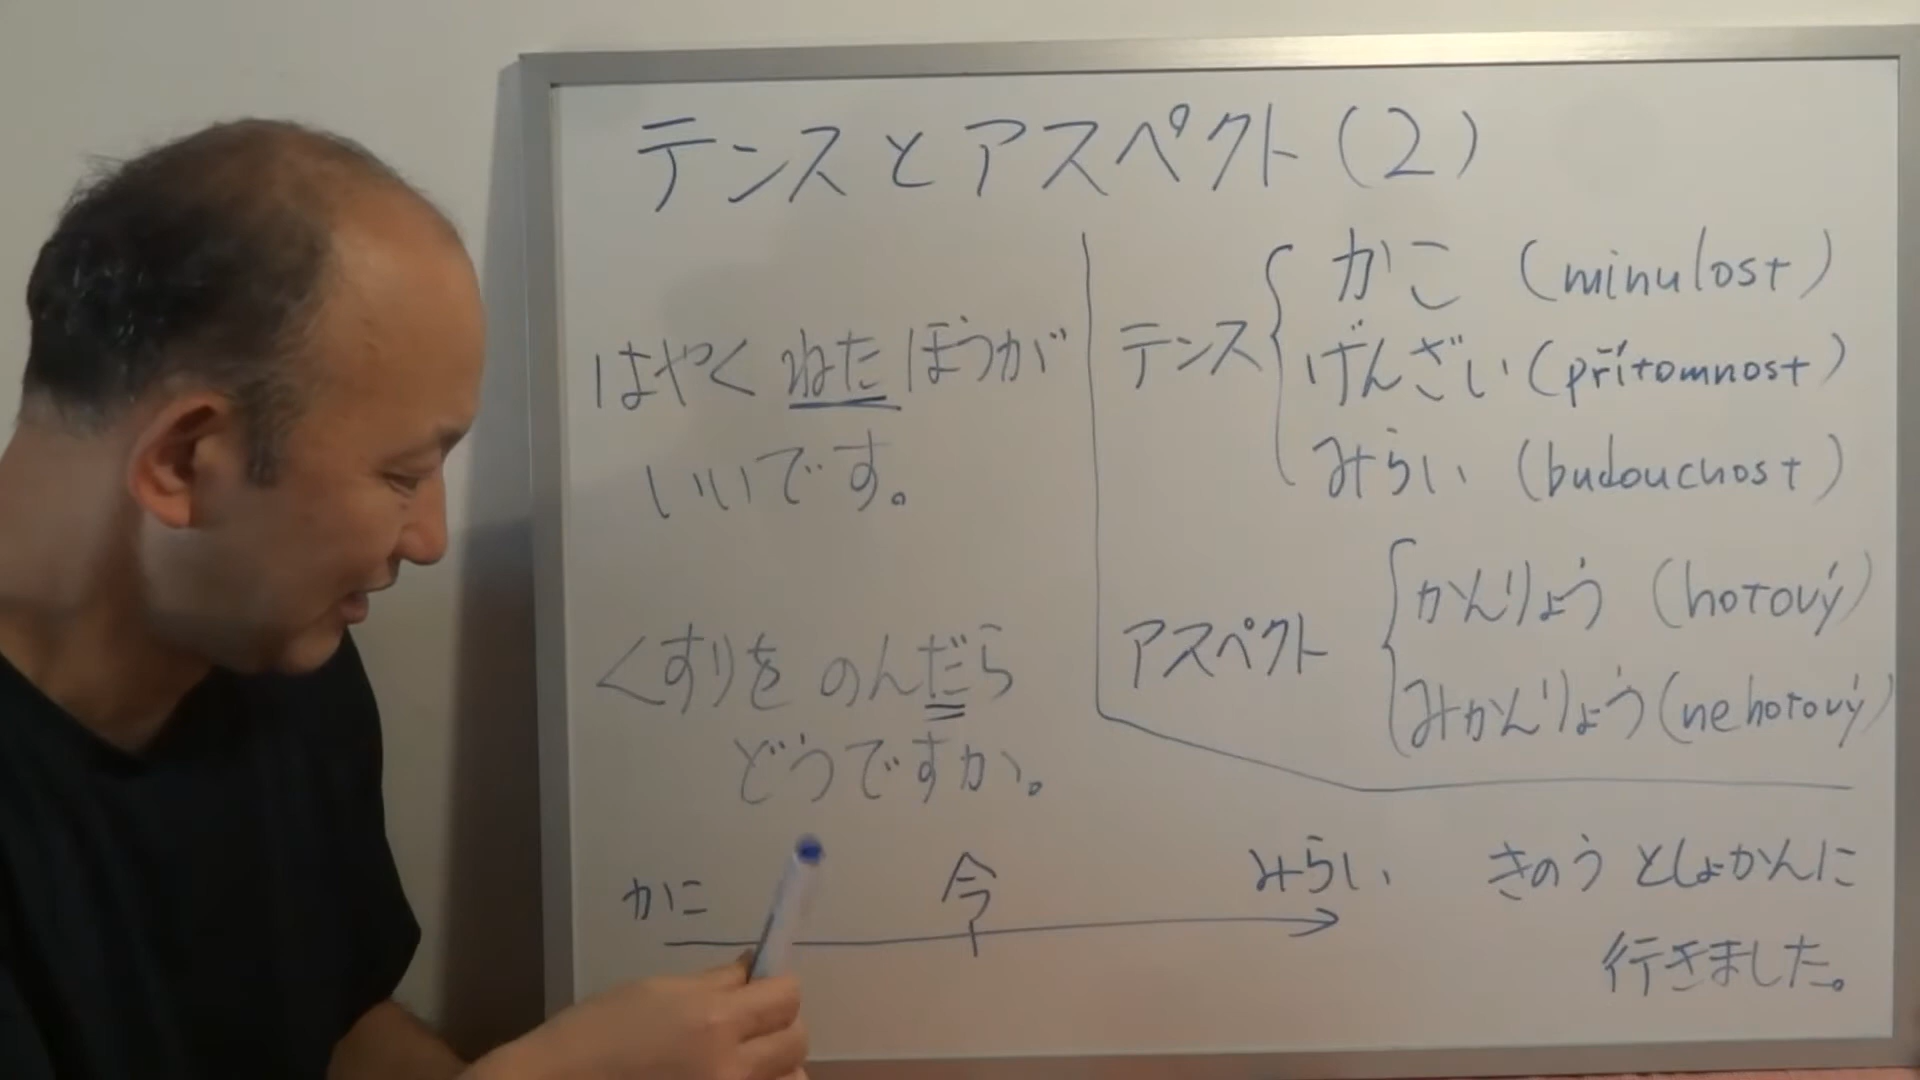 テンスとアスペクト(2)
はやく ねた ほうが
いいです。
くすりを のんだら
どうですか。
テンス
かこ (minulost)
げんざい (přítomnost)
みらい (budoucnost)
アスペクト
かんりょう (hotový)
みかんりょう (nehotový)
かこ
今
みらい
きのう としょかんに
行きました。